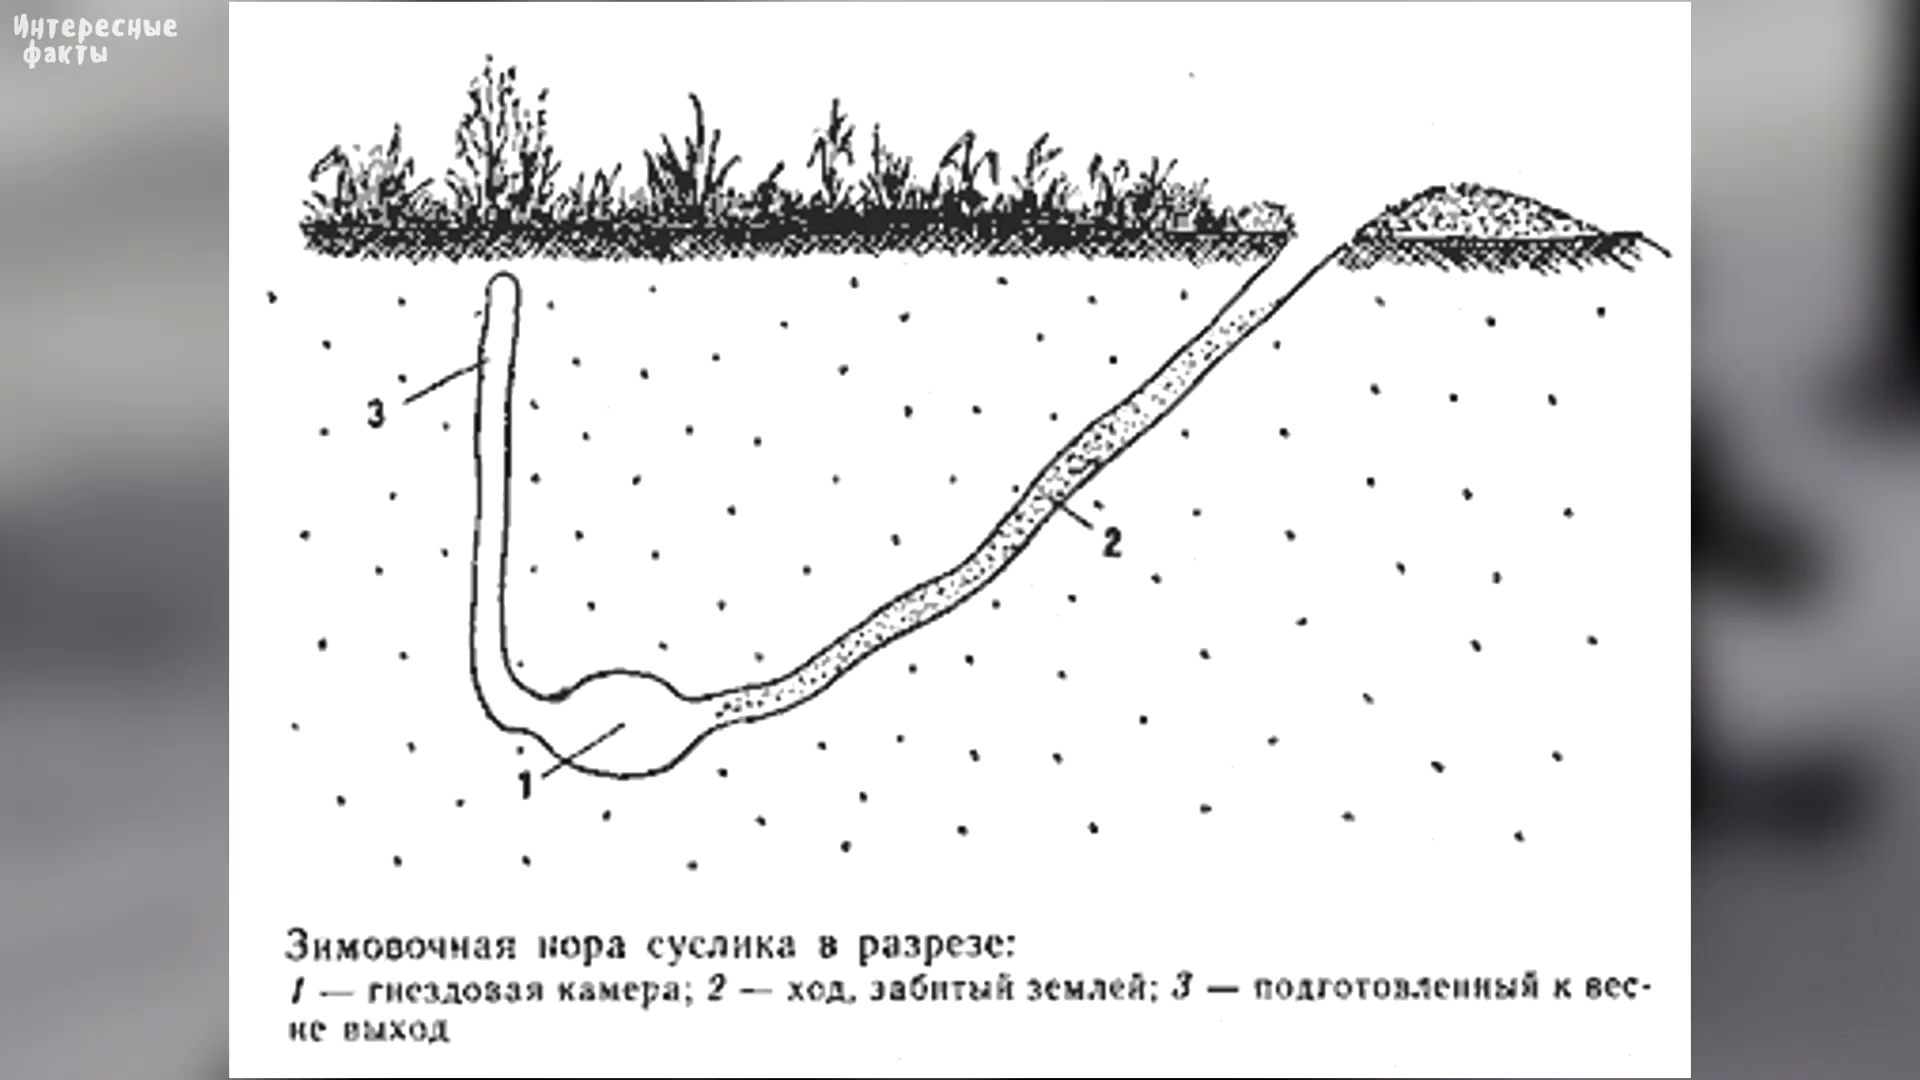 Интересные
факты
3
2
1
Зимовочная нора суслика в разрезе:
1 — гнездовая камера; 2 — ход, забитый землей; 3 — подготовленный к вес-
не выход